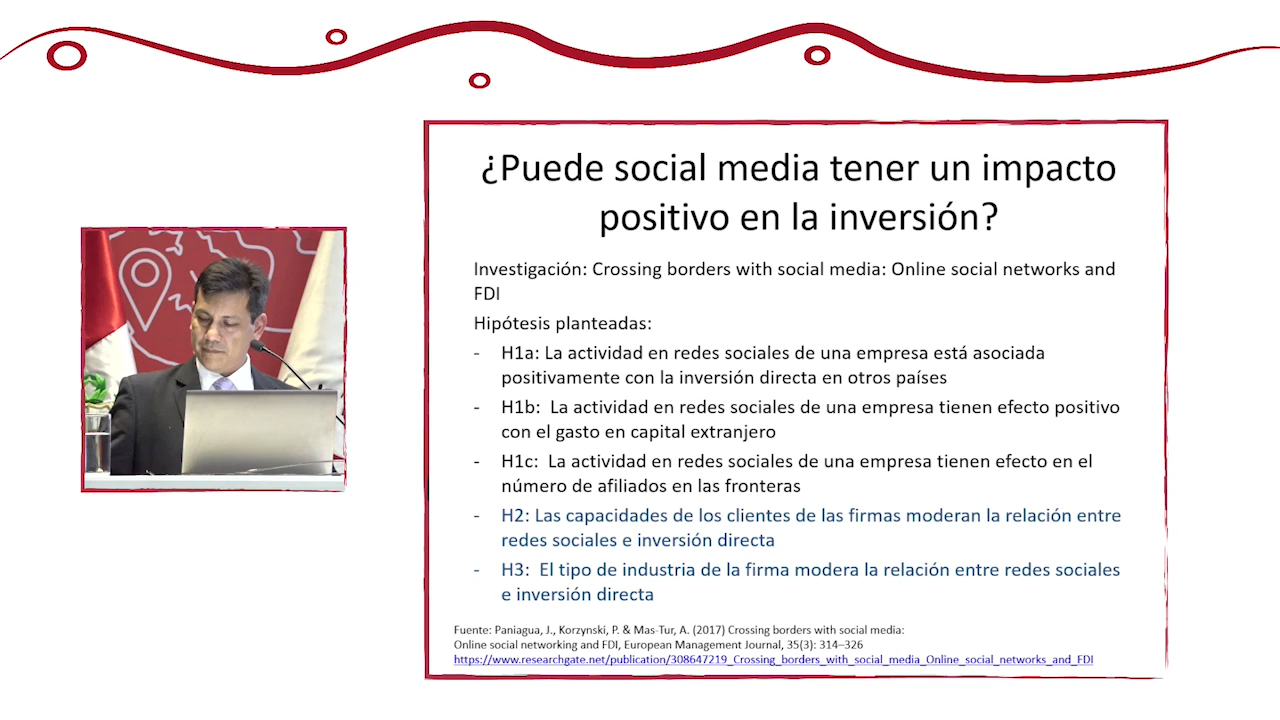 ¿Puede social media tener un impacto
positivo en la inversión?
Investigación: Crossing borders with social media: Online social networks and
FDI
Hipótesis planteadas:
- H1a: La actividad en redes sociales de una empresa está asociada
positivamente con la inversión directa en otros países
- H1b: La actividad en redes sociales de una empresa tienen efecto positivo
con el gasto en capital extranjero
- H1c: La actividad en redes sociales de una empresa tienen efecto en el
número de afiliados en las fronteras
- H2: Las capacidades de los clientes de las firmas moderan la relación entre
redes sociales e inversión directa
- H3: El tipo de industria de la firma modera la relación entre redes sociales
e inversión directa
Fuente: Paniagua, J., Korzynski, P. & Mas-Tur, A. (2017) Crossing borders with social media:
Online social networking and FDI, European Management Journal, 35(3): 314–326
https://www.researchgate.net/publication/308647219_Crossing_borders_with_social_media_Online_social_networks_and_FDI